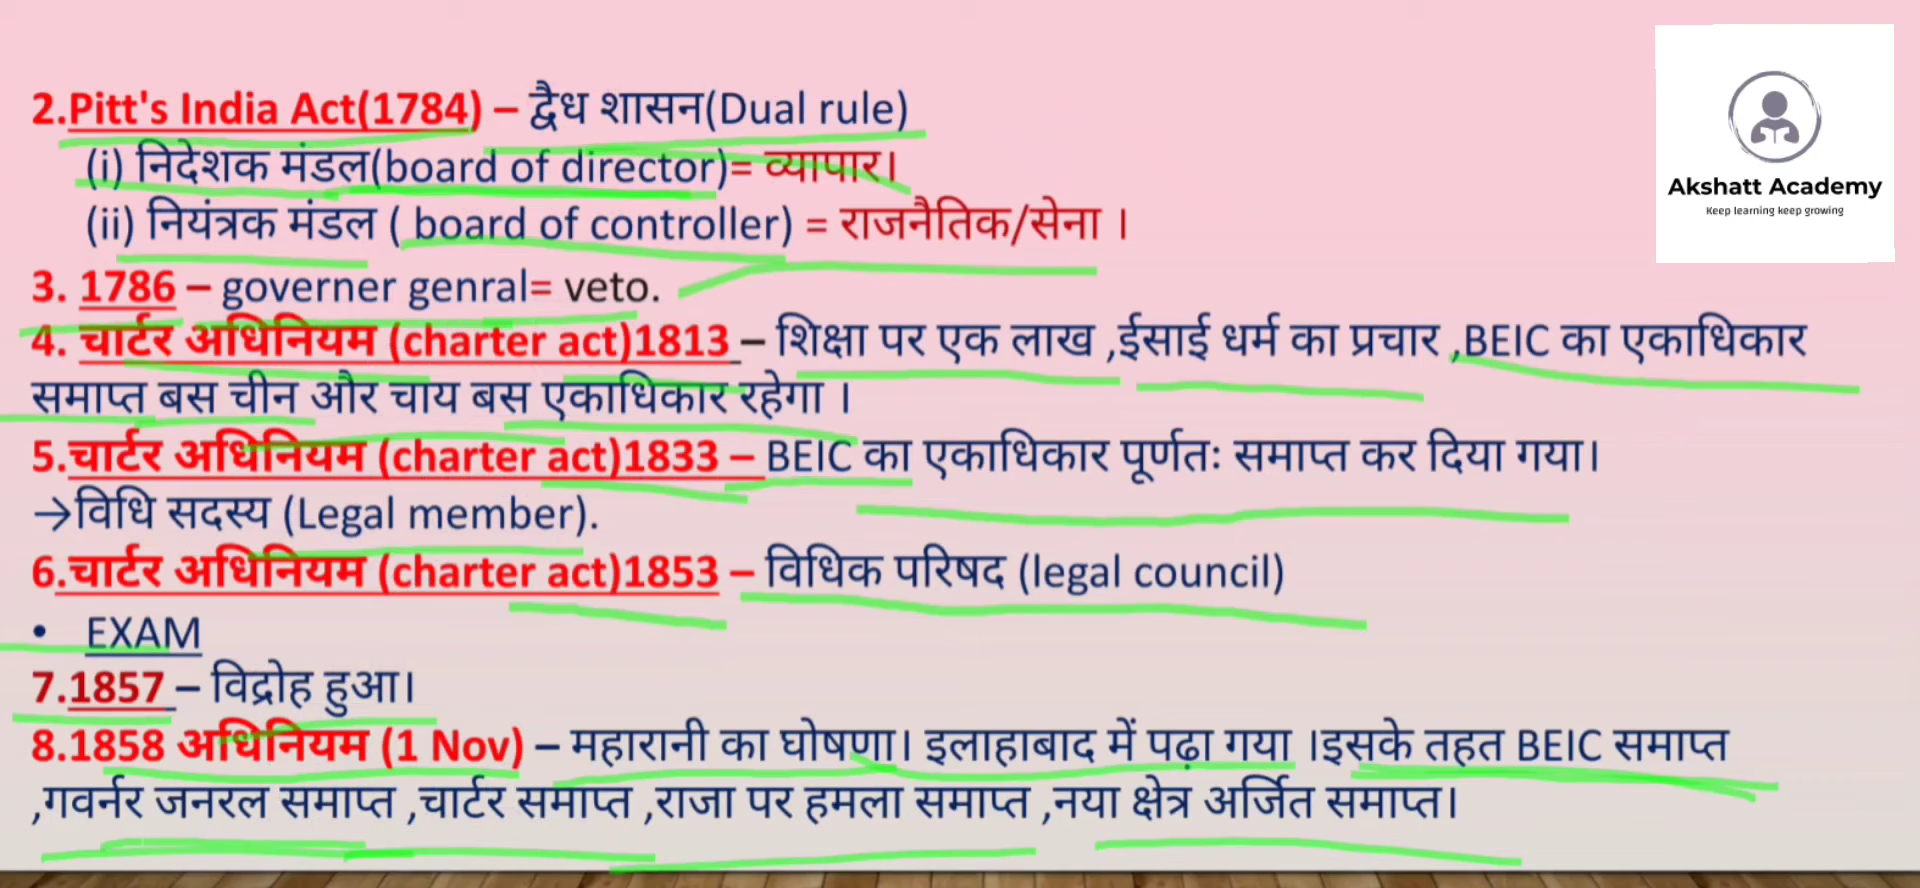 Akshatt Academy
Keep learning keep growing
2.Pitt's India Act(1784) – द्वैध शासन(Dual rule)
(i) निदेशक मंडल(board of director)= व्यापार।
(ii) नियंत्रक मंडल ( board of controller) = राजनैतिक/सेना ।
3. 1786 – governer genral= veto.
4. चार्टर अधिनियम (charter act)1813 – शिक्षा पर एक लाख ,ईसाई धर्म का प्रचार ,BEIC का एकाधिकार
समाप्त बस चीन और चाय बस एकाधिकार रहेगा ।
5.चार्टर अधिनियम (charter act)1833 – BEIC का एकाधिकार पूर्णतः समाप्त कर दिया गया।
→विधि सदस्य (Legal member).
6.चार्टर अधिनियम (charter act)1853 – विधिक परिषद (legal council)
• EXAM
7.1857 – विद्रोह हुआ।
8.1858 अधिनियम (1 Nov) – महारानी का घोषणा। इलाहाबाद में पढ़ा गया ।इसके तहत BEIC समाप्त
,गवर्नर जनरल समाप्त ,चार्टर समाप्त ,राजा पर हमला समाप्त ,नया क्षेत्र अर्जित समाप्त।